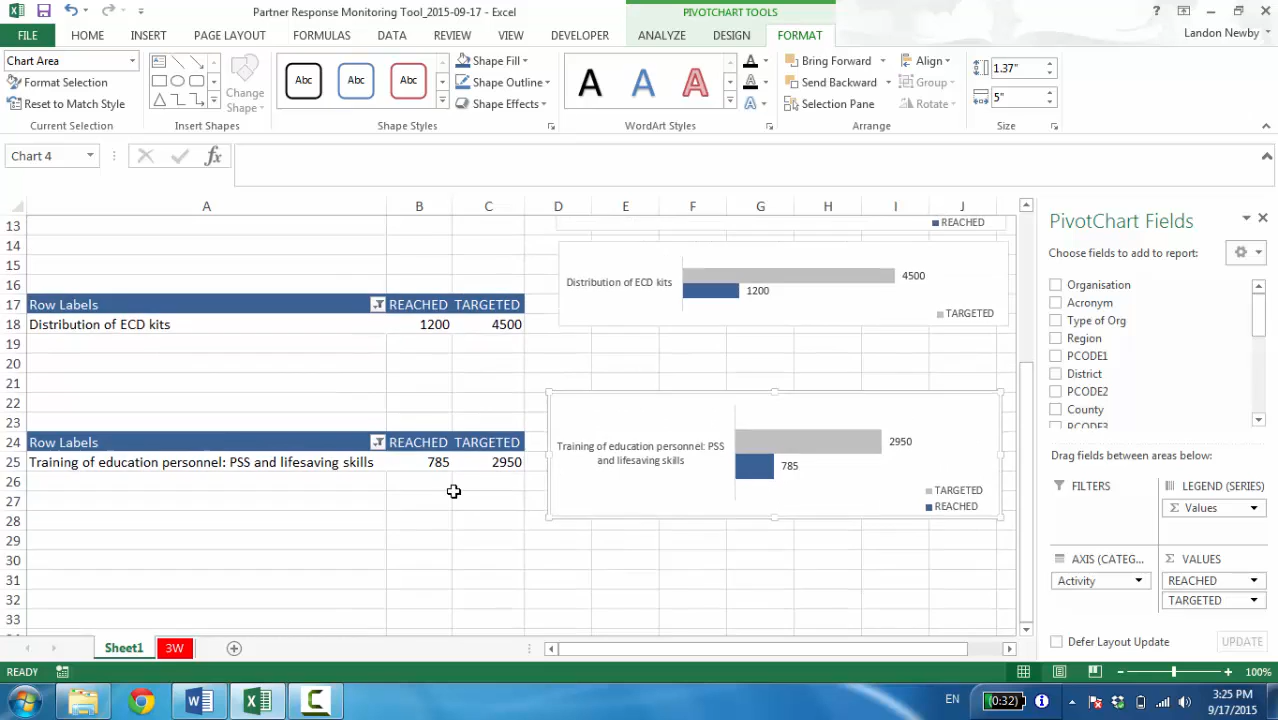 Partner Response Monitoring Tool_2015-09-17 - Excel
PIVOTCHART TOOLS
?
FILE
HOME
INSERT
PAGE LAYOUT
FORMULAS
DATA
REVIEW
VIEW
DEVELOPER
ANALYZE
DESIGN
FORMAT
Landon Newby
Chart Area
Format Selection
Reset to Match Style
Current Selection
Change
Shape
Insert Shapes
Abc
Abc
Abc
Shape Fill
Shape Outline
Shape Effects
Shape Styles
A
A
A
A
A
A
WordArt Styles
Bring Forward
Send Backward
Selection Pane
Align
Group
Rotate
Arrange
1.37"
5"
Size
Chart 4
fx
A
B
C
D
E
F
G
H
I
J
13
REACHED
14
15
16
Distribution of ECD kits
4500
1200
TARGETED
17
Row Labels
REACHED
TARGETED
18
Distribution of ECD kits
1200
4500
19
20
21
22
23
24
Row Labels
REACHED
TARGETED
25
Training of education personnel: PSS and lifesaving skills
785
2950
Training of education personnel: PSS
and lifesaving skills
2950
785
TARGETED
REACHED
26
27
28
29
30
31
32
33
PivotChart Fields
Choose fields to add to report:
Organisation
Acronym
Type of Org
Region
PCODE1
District
PCODE2
County
PCODE3
Drag fields between areas below:
FILTERS
LEGEND (SERIES)
Σ Values
AXIS (CATEG...
Activity
Σ VALUES
REACHED
TARGETED
Defer Layout Update
UPDATE
Sheet1
3W
READY
100%
EN
(0:32)
3:25 PM
9/17/2015